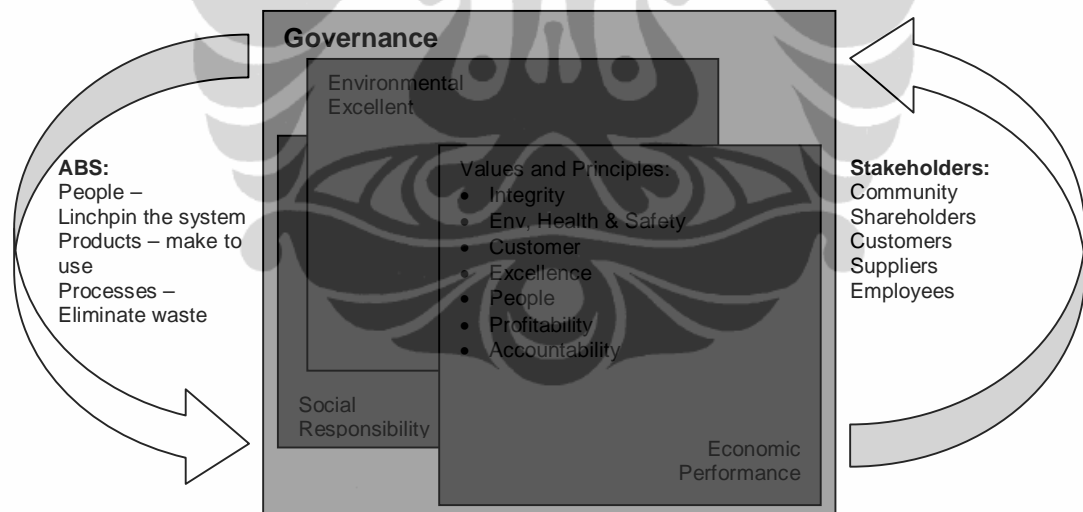 Governance
Environmental
Excellent
ABS:
People –
Linchpin the system
Products – make to
use
Processes –
Eliminate waste
Values and Principles:
• Integrity
• Env, Health & Safety
• Customer
• Excellence
• People
• Profitability
• Accountability
Stakeholders:
Community
Shareholders
Customers
Suppliers
Employees
Social
Responsibility
Economic
Performance